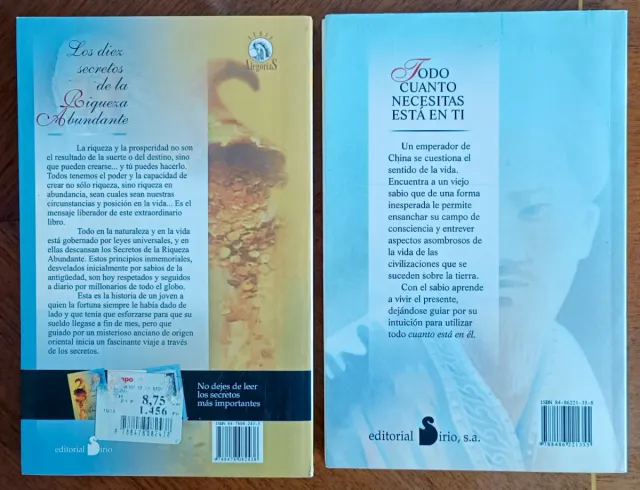 Los diez
secretos
de la
Riqueza
Abundante
SERIE
AlegoríaS
La riqueza y la prosperidad no son
el resultado de la suerte o del destino, sino
que pueden crearse... y tú puedes hacerlo.
Todos tenemos el poder y la capacidad de
crear no sólo riqueza, sino riqueza en
abundancia, sean cuales sean nuestras
circunstancias y posición en la vida... Es el
mensaje liberador de este extraordinario
libro.
Todo en la naturaleza y en la vida
está gobernado por leyes universales, y en
ellas descansan los Secretos de la Riqueza
Abundante. Estos principios inmemoriales,
desvelados inicialmente por sabios de la
antigüedad, son hoy respetados y seguidos
a diario por millonarios de todo el globo.
Esta es la historia de un joven a
quien la fortuna siempre le había dado de
lado y que tenía que esforzarse para que su
sueldo llegase a fin de mes, pero que
guiado por un misterioso anciano de origen
oriental inicia un fascinante viaje a través
de los secretos.
8,75
1.456
No dejes de leer
los secretos
más importantes
editorial Sirio
TODO
CUANTO
NECESITAS
ESTÁ EN TI
Un emperador de
China se cuestiona el
sentido de la vida.
Encuentra a un viejo
sabio que de una forma
inesperada le permite
ensanchar su campo de
consciencia y entrever
aspectos asombrosos de
la vida de las
civilizaciones que se
suceden sobre la tierra.
Con el sabio aprende
a vivir el presente,
dejándose guiar por su
intuición para utilizar
todo cuanto está en él.
ISBN 84-86221-35-8
9 788486 221355
editorial Sirio, s.a.